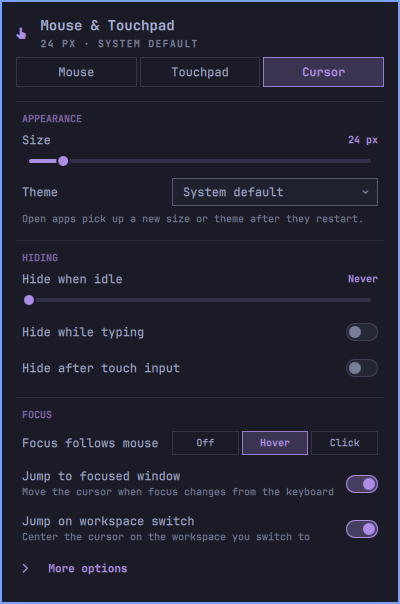 Mouse & Touchpad
24 PX · SYSTEM DEFAULT
Mouse Touchpad Cursor
APPEARANCE
Size 24 px
Theme System default
Open apps pick up a new size or theme after they restart.
HIDING
Hide when idle Never
Hide while typing
Hide after touch input
FOCUS
Focus follows mouse Off Hover Click
Jump to focused window
Move the cursor when focus changes from the keyboard
Jump on workspace switch
Center the cursor on the workspace you switch to
More options